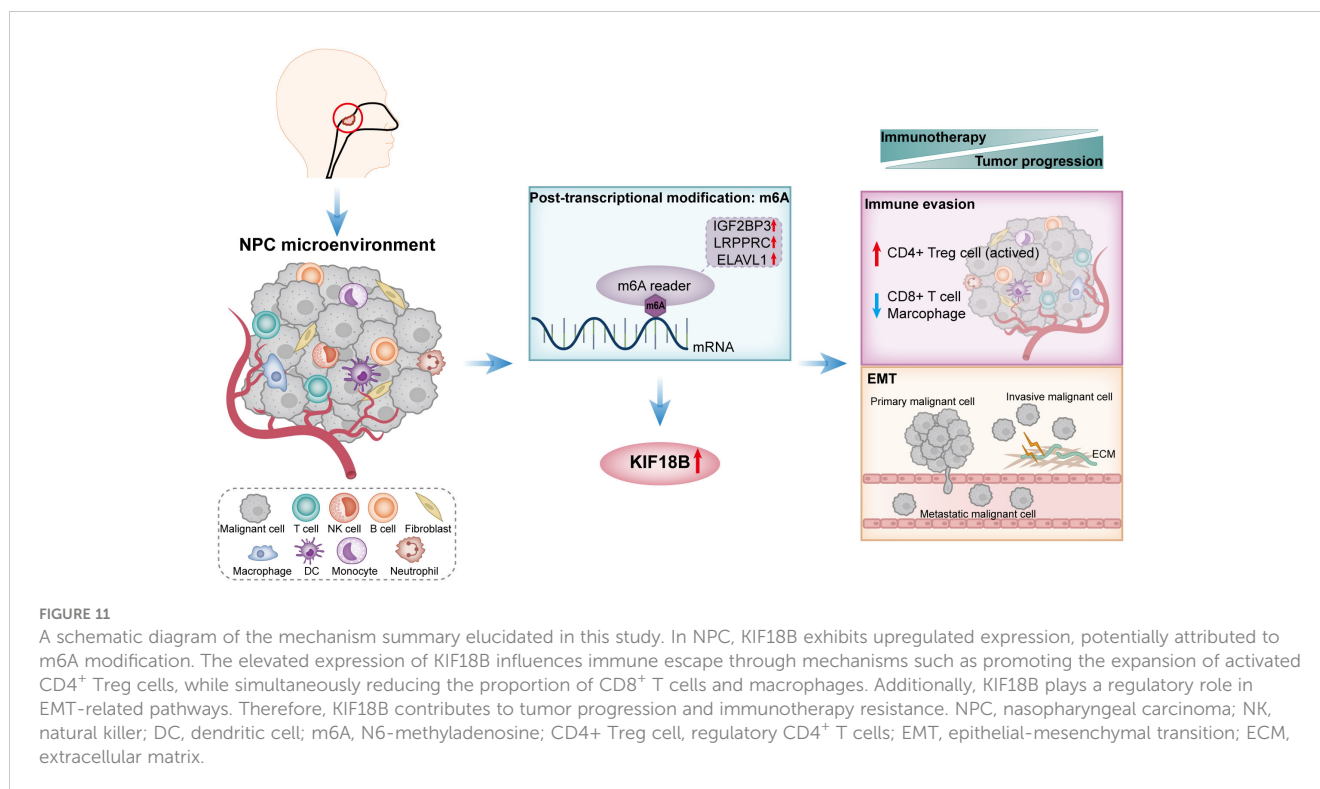 NPC microenvironment
Malignant cell
T cell
NK cell
B cell
Fibroblast
Macrophage
DC
Monocyte
Neutrophil
Post-transcriptional modification: m6A
IGF2BP3
LRPPRC
ELAVL1
m6A reader
m6A
mRNA
KIF18B
Immunotherapy
Tumor progression
Immune evasion
CD4+ Treg cell (actived)
CD8+ T cell
Marcophage
EMT
Primary malignant cell
Invasive malignant cell
ECM
Metastatic malignant cell
FIGURE 11
A schematic diagram of the mechanism summary elucidated in this study. In NPC, KIF18B exhibits upregulated expression, potentially attributed to
m6A modification. The elevated expression of KIF18B influences immune escape through mechanisms such as promoting the expansion of activated
CD4⁺ Treg cells, while simultaneously reducing the proportion of CD8⁺ T cells and macrophages. Additionally, KIF18B plays a regulatory role in
EMT-related pathways. Therefore, KIF18B contributes to tumor progression and immunotherapy resistance. NPC, nasopharyngeal carcinoma; NK,
natural killer; DC, dendritic cell; m6A, N6-methyladenosine; CD4+ Treg cell, regulatory CD4⁺ T cells; EMT, epithelial-mesenchymal transition; ECM,
extracellular matrix.